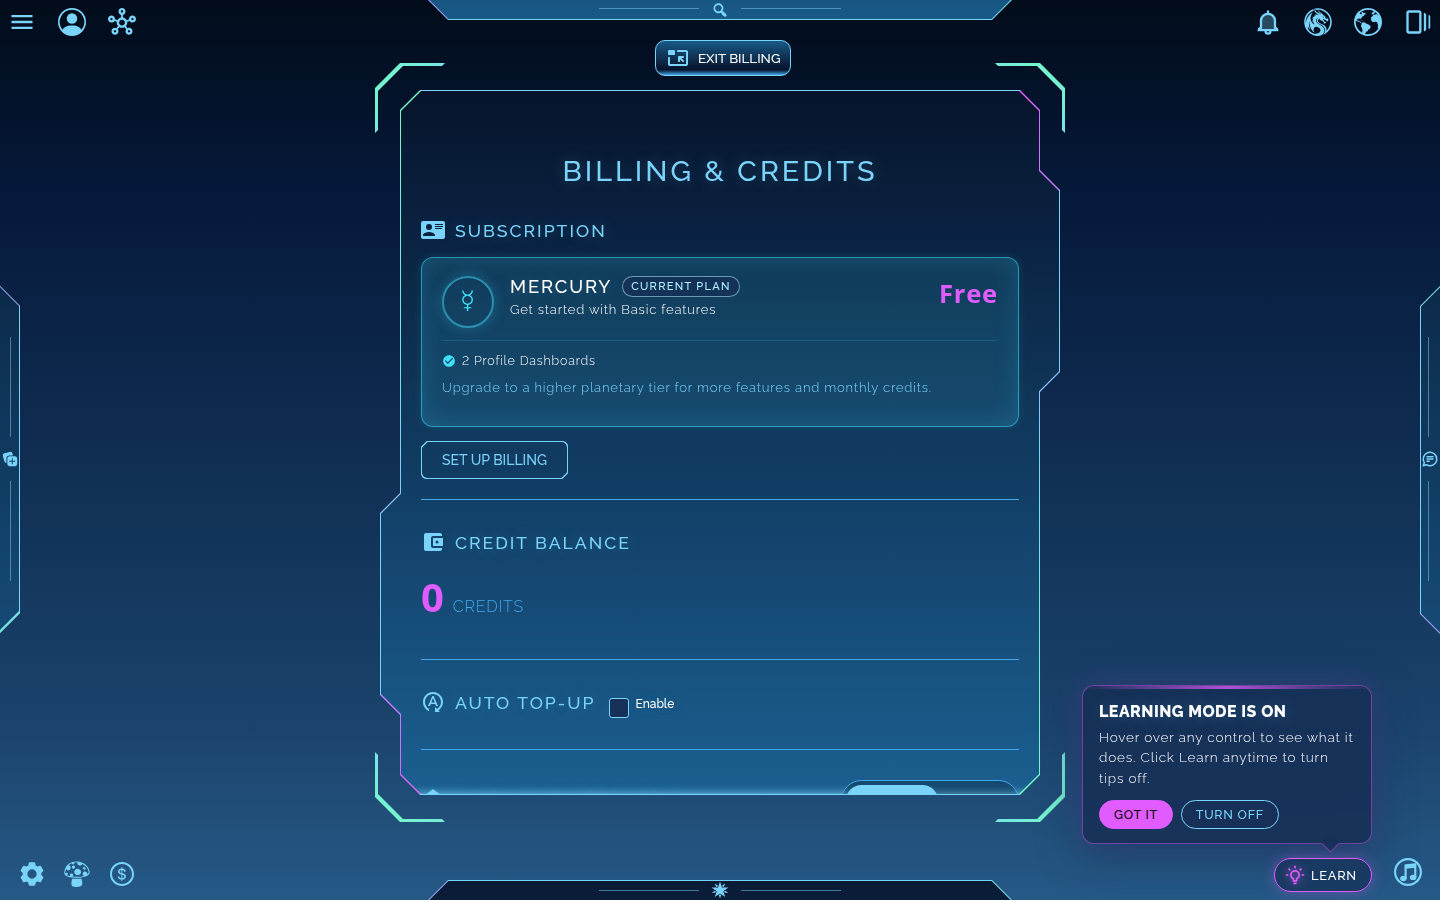 EXIT BILLING
BILLING & CREDITS
SUBSCRIPTION
MERCURY CURRENT PLAN
Free
Get started with Basic features
2 Profile Dashboards
Upgrade to a higher planetary tier for more features and monthly credits.
SET UP BILLING
CREDIT BALANCE
0 CREDITS
AUTO TOP-UP Enable
LEARNING MODE IS ON
Hover over any control to see what it
does. Click Learn anytime to turn
tips off.
GOT IT TURN OFF
LEARN